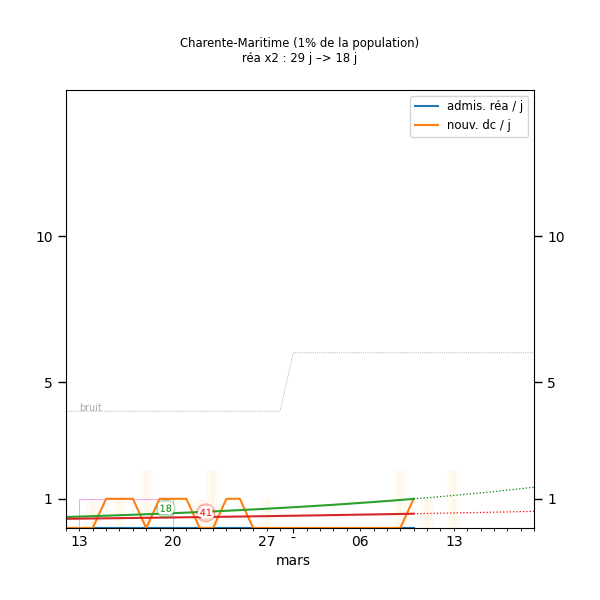 Charente-Maritime (1% de la population)
réa x2 : 29 j –> 18 j
admis. réa / j
nouv. dc / j
10
10
5
5
bruit
1
1
18
41
13
20
27
-
06
13
mars